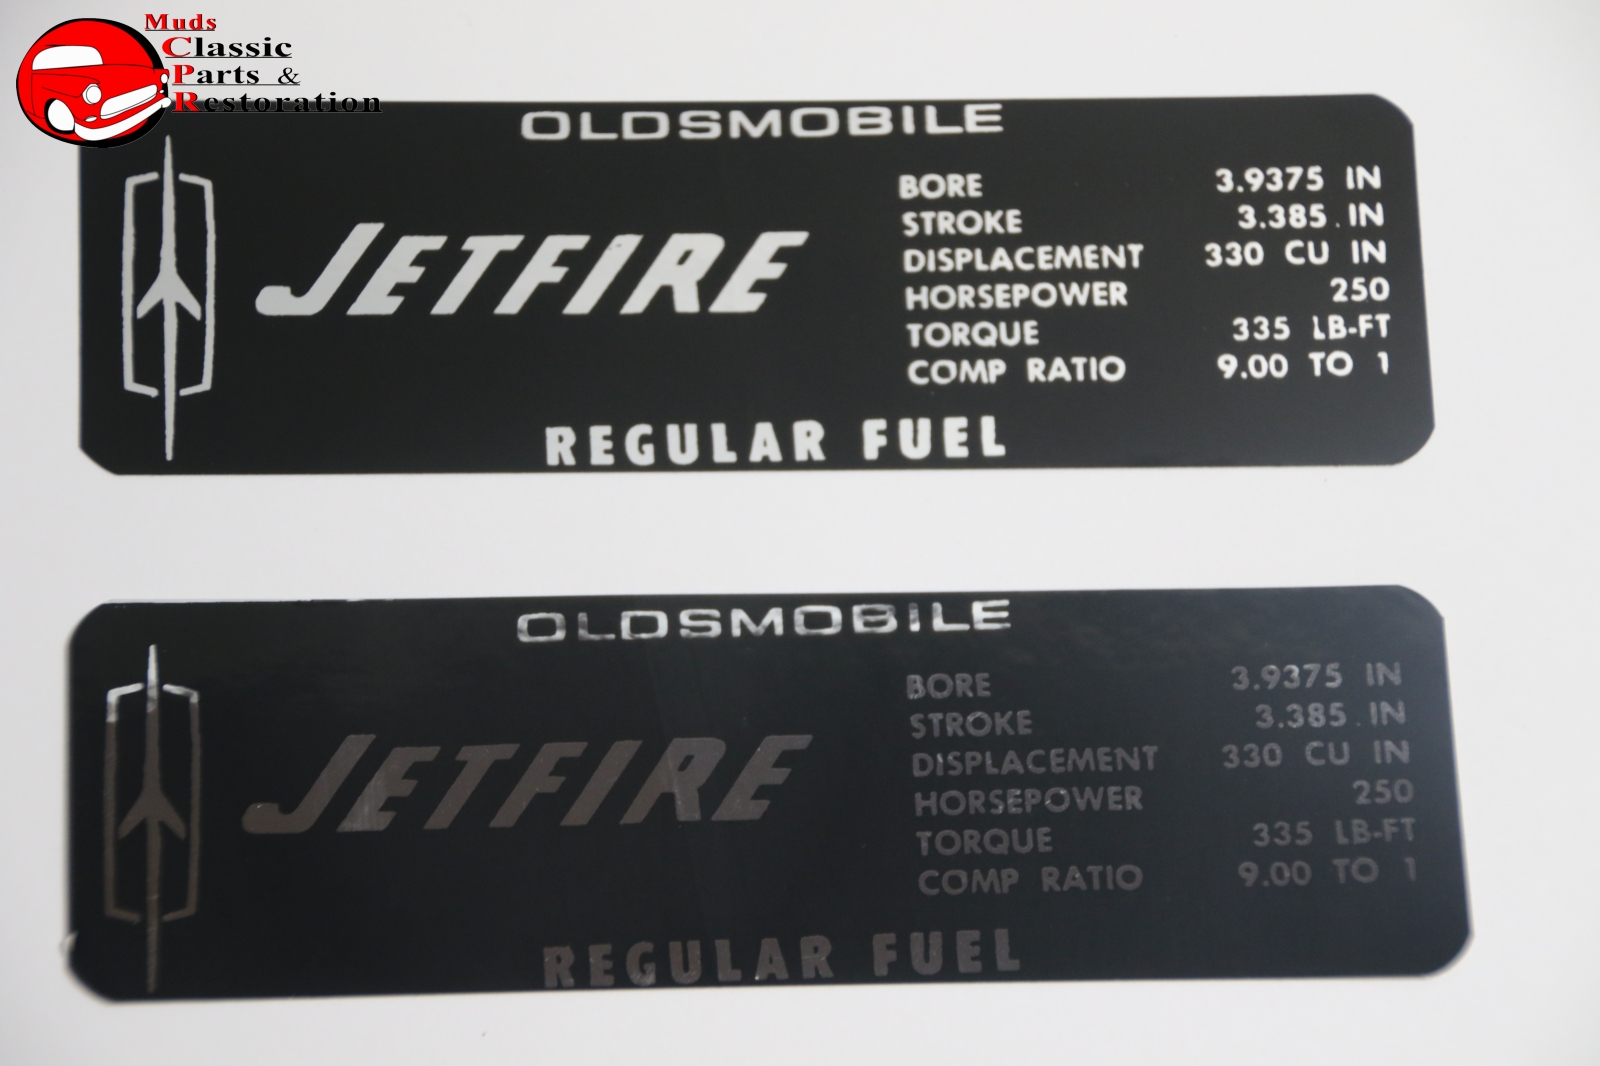 Muds
Classic
Parts &
Restoration
OLDSMOBILE
JETFIRE
BORE 3.9375 IN
STROKE 3.385 . IN
DISPLACEMENT 330 CU IN
HORSEPOWER 250
TORQUE 335 LB-FT
COMP RATIO 9.00 TO 1
REGULAR FUEL
OLDSMOBILE
JETFIRE
BORE 3.9375 IN
STROKE 3.385 . IN
DISPLACEMENT 330 CU IN
HORSEPOWER 250
TORQUE 335 LB-FT
COMP RATIO 9.00 TO 1
REGULAR FUEL